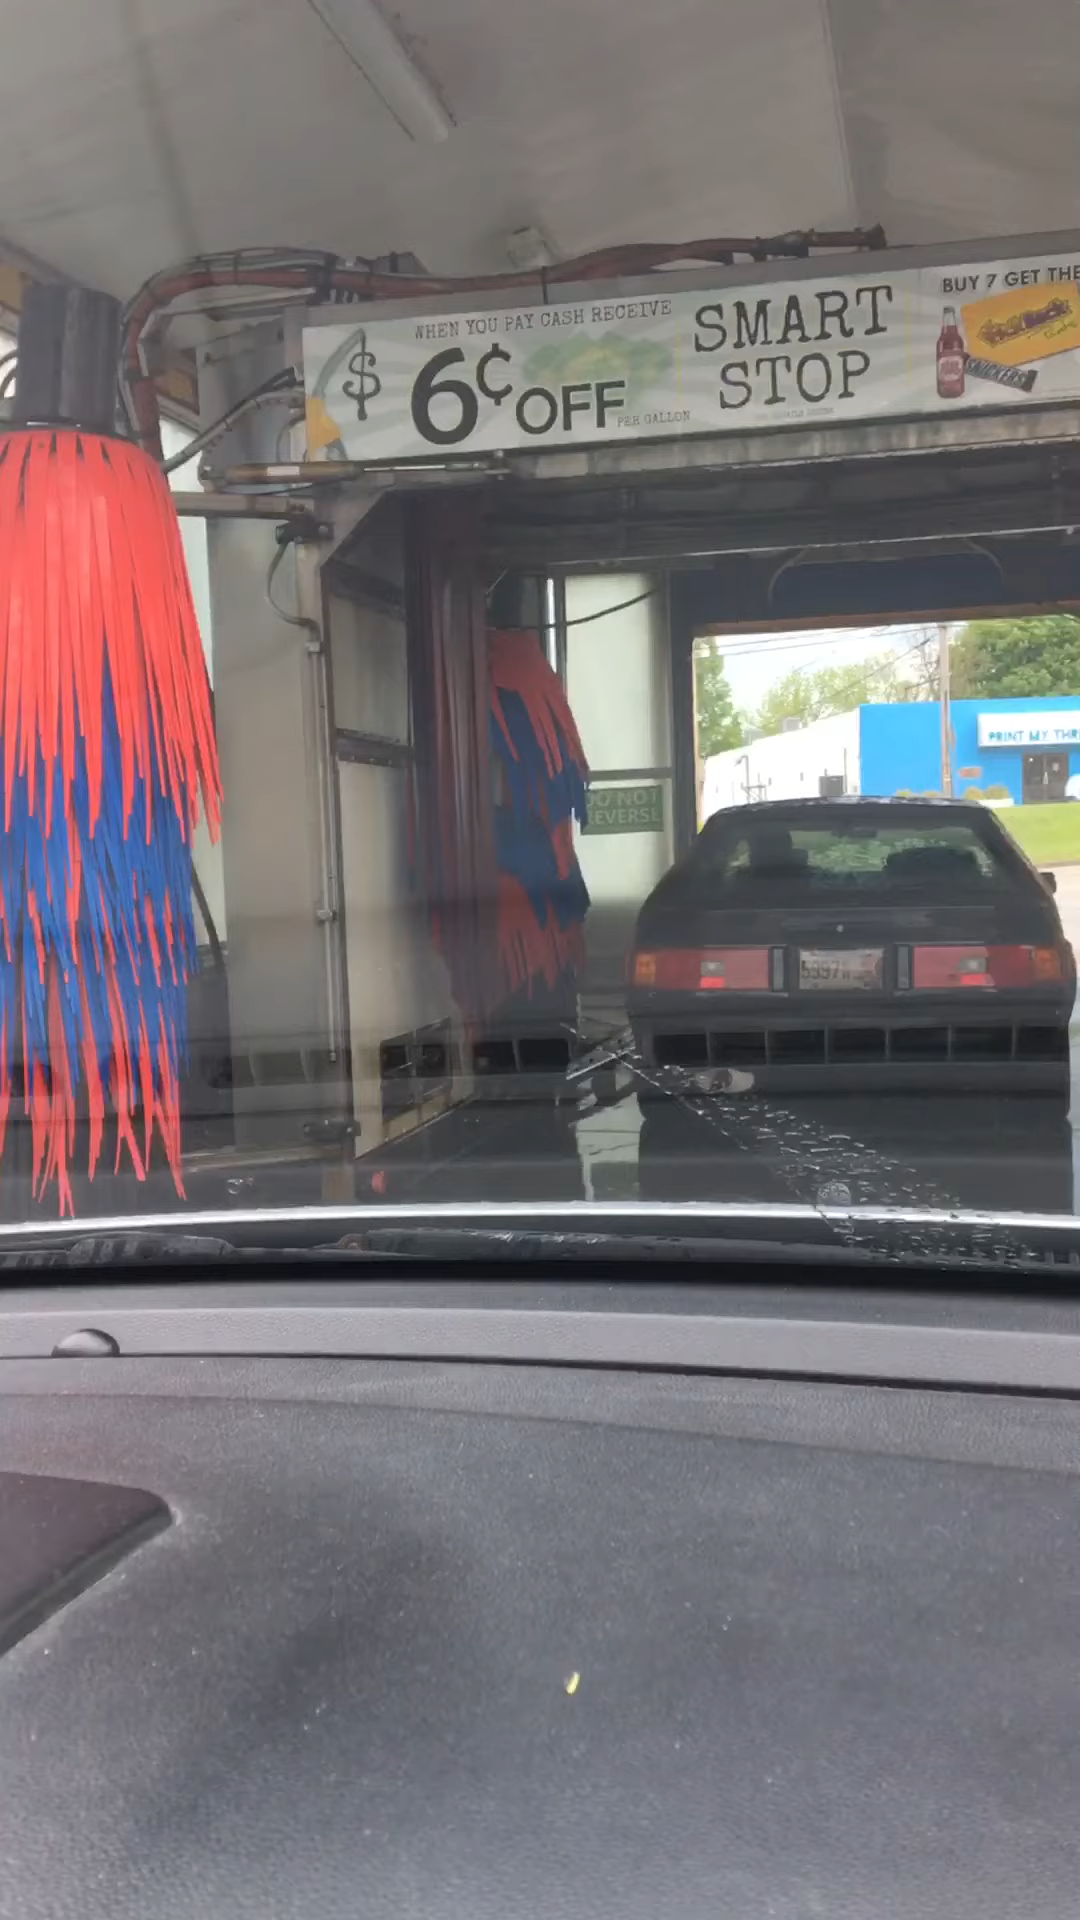 WHEN YOU PAY CASH RECEIVE
$ 6¢ OFF PER GALLON
SMART
STOP
BUY 7 GET THE
SNICKERS
DO NOT
REVERSE
PRINT MY THR